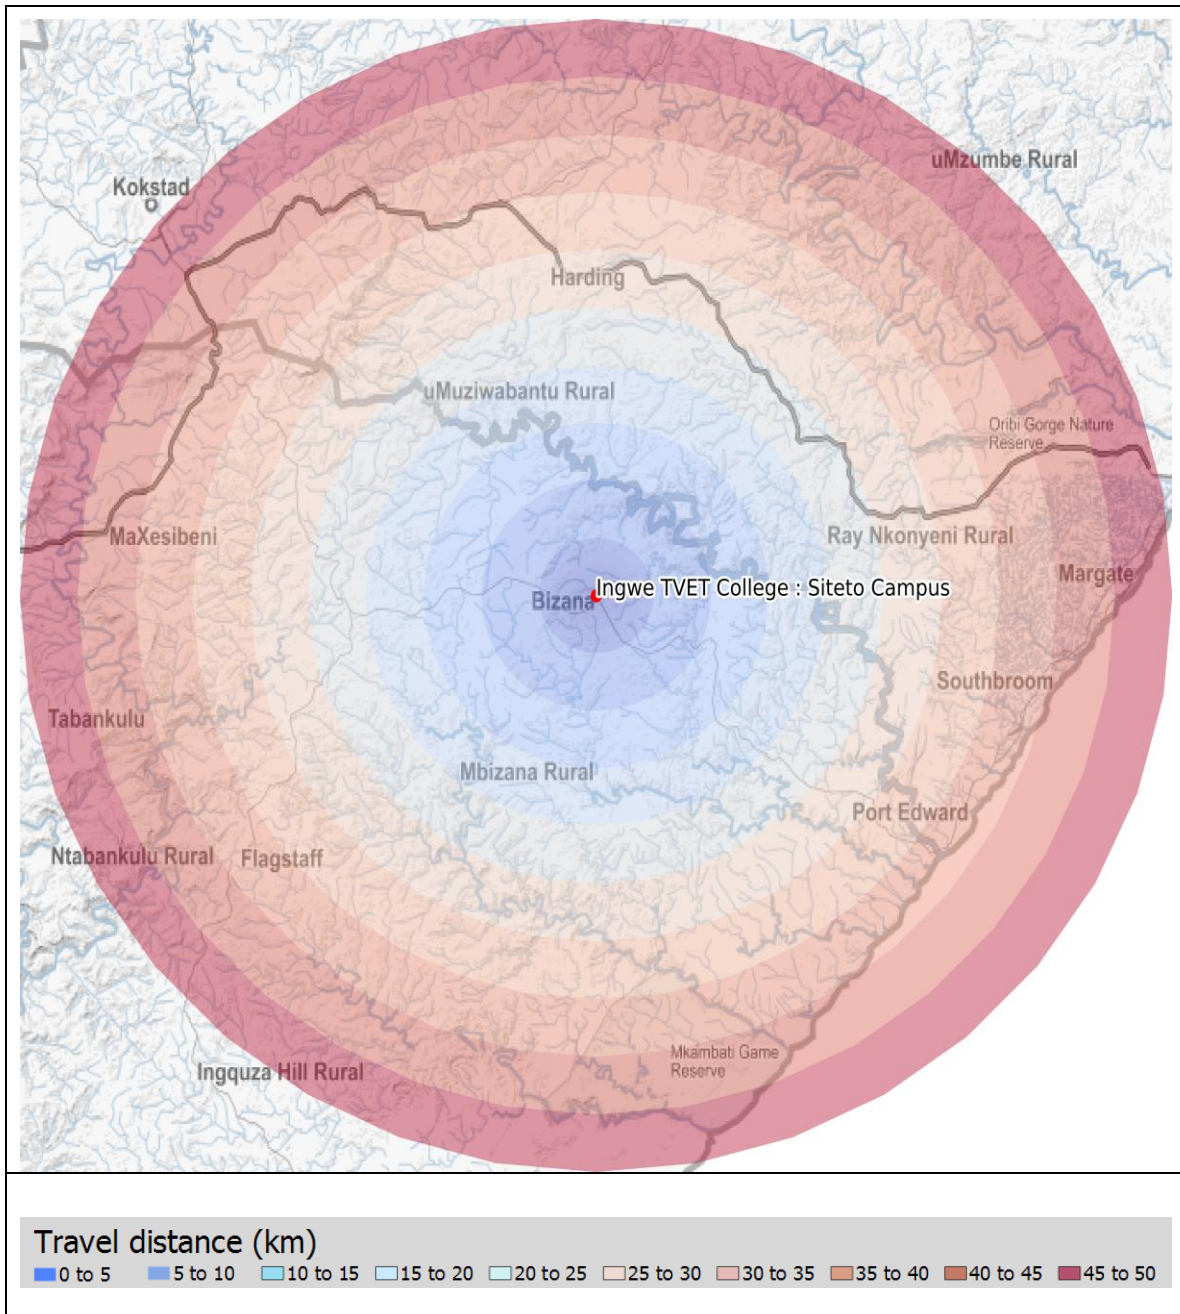 Kokstad
uMzumbe Rural
Harding
uMuziwabantu Rural
Oribi Gorge Nature
Reserve
MaXesibeni
Ray Nkonyeni Rural
Margate
Ingwe TVET College : Siteto Campus
Bizana
Southbroom
Tabankulu
Mbizana Rural
Port Edward
Ntabankulu Rural
Flagstaff
Mkambati Game
Reserve
Ingquza Hill Rural
Travel distance (km)
0 to 5 5 to 10 10 to 15 15 to 20 20 to 25 25 to 30 30 to 35 35 to 40 40 to 45 45 to 50